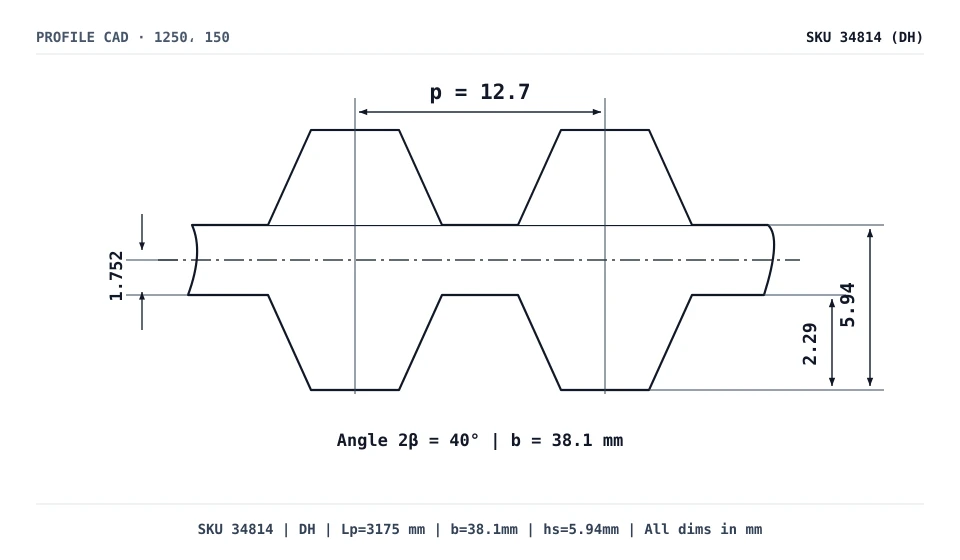 PROFILE CAD · 1250, 150
SKU 34814 (DH)
p = 12.7
1.752
5.94
2.29
Angle 2β = 40° | b = 38.1 mm
SKU 34814 | DH | Lp=3175 mm | b=38.1mm | hs=5.94mm | All dims in mm